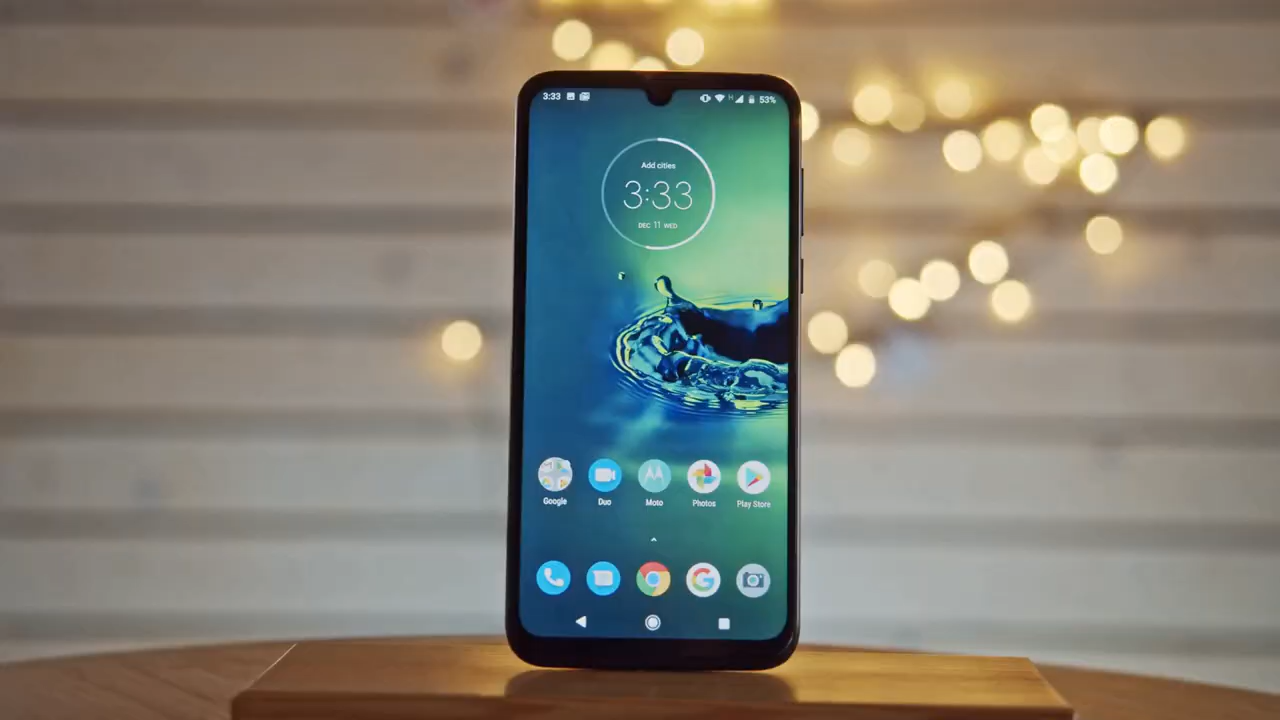 3:33
H
53%
Add cities
3:33
DEC 11 WED
Google
Duo
Moto
Photos
Play Store